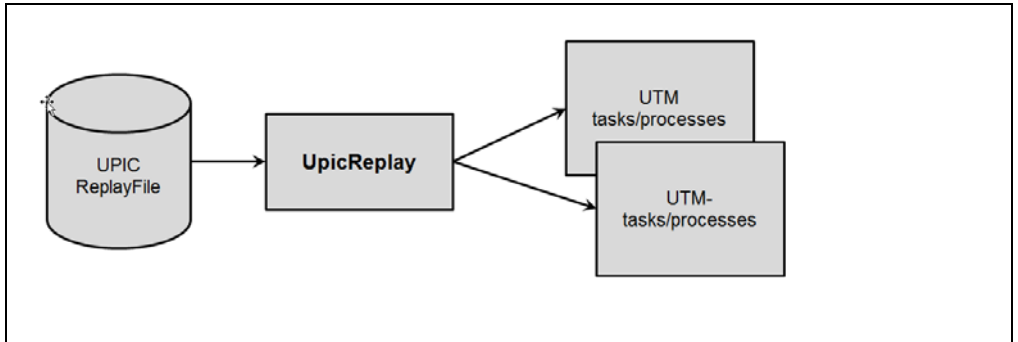 UPIC
ReplayFile
UpicReplay
UTM
tasks/processes
UTM-
tasks/processes